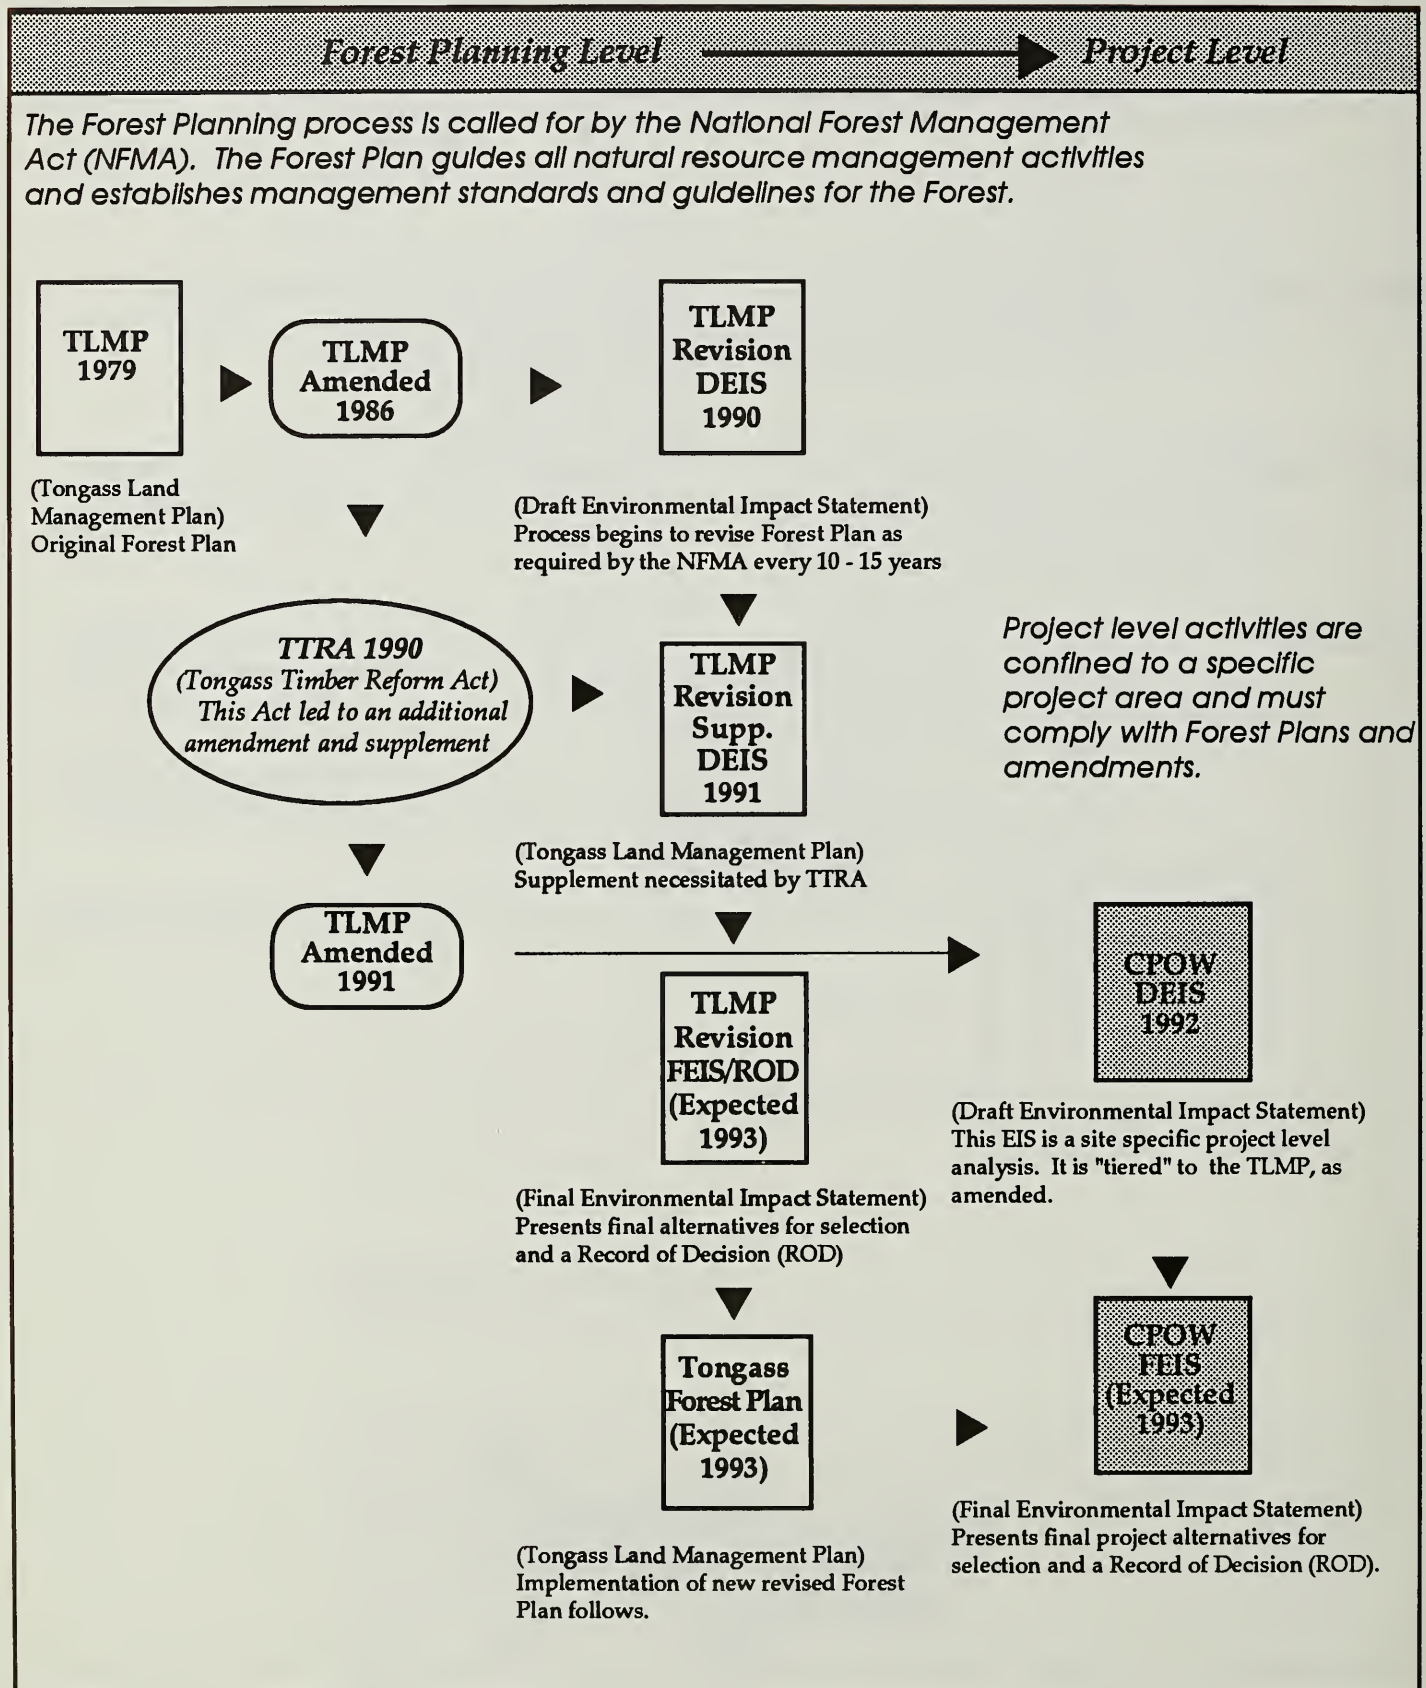 Forest Planning Level Project Level
The Forest Planning process is called for by the National Forest Management
Act (NFMA). The Forest Plan guides all natural resource management activities
and establishes management standards and guidelines for the Forest.
TLMP
1979
(Tongass Land
Management Plan)
Original Forest Plan
TLMP
Amended
1986
TLMP
Revision
DEIS
1990
(Draft Environmental Impact Statement)
Process begins to revise Forest Plan as
required by the NFMA every 10 - 15 years
TTRA 1990
(Tongass Timber Reform Act)
This Act led to an additional
amendment and supplement
TLMP
Revision
Supp.
DEIS
1991
(Tongass Land Management Plan)
Supplement necessitated by TTRA
Project level activities are
confined to a specific
project area and must
comply with Forest Plans and
amendments.
TLMP
Amended
1991
TLMP
Revision
FEIS/ROD
(Expected
1993)
(Final Environmental Impact Statement)
Presents final alternatives for selection
and a Record of Decision (ROD)
CPOW
DEIS
1992
(Draft Environmental Impact Statement)
This EIS is a site specific project level
analysis. It is "tiered" to the TLMP, as
amended.
Tongass
Forest Plan
(Expected
1993)
(Tongass Land Management Plan)
Implementation of new revised Forest
Plan follows.
CPOW
FEIS
(Expected
1993)
(Final Environmental Impact Statement)
Presents final project alternatives for
selection and a Record of Decision (ROD).